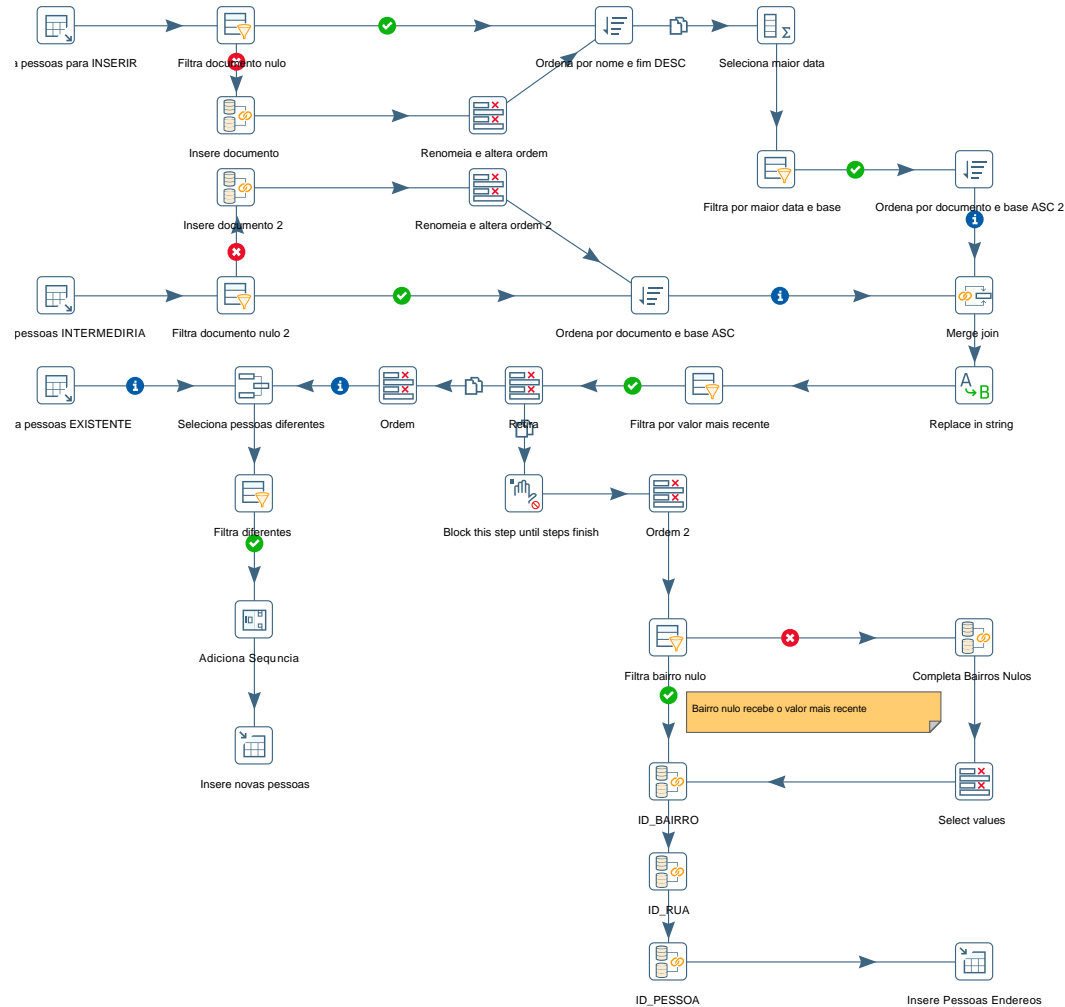 a pessoas para INSERIR
Filtra documento nulo
Ordena por nome e fim DESC
Seleciona maior data
Σ
Insere documento
Renomeia e altera ordem
Filtra por maior data e base
Ordena por documento e base ASC 2
Insere documento 2
Renomeia e altera ordem 2
pessoas INTERMEDIRIA
Filtra documento nulo 2
Ordena por documento e base ASC
Merge join
a pessoas EXISTENTE
Seleciona pessoas diferentes
Ordem
Retira
Filtra por valor mais recente
A
B
Replace in string
Filtra diferentes
Block this step until steps finish
Ordem 2
ID
Adiciona Sequncia
Filtra bairro nulo
Completa Bairros Nulos
Bairro nulo recebe o valor mais recente
Insere novas pessoas
ID_BAIRRO
Select values
ID_RUA
ID_PESSOA
Insere Pessoas Endereos